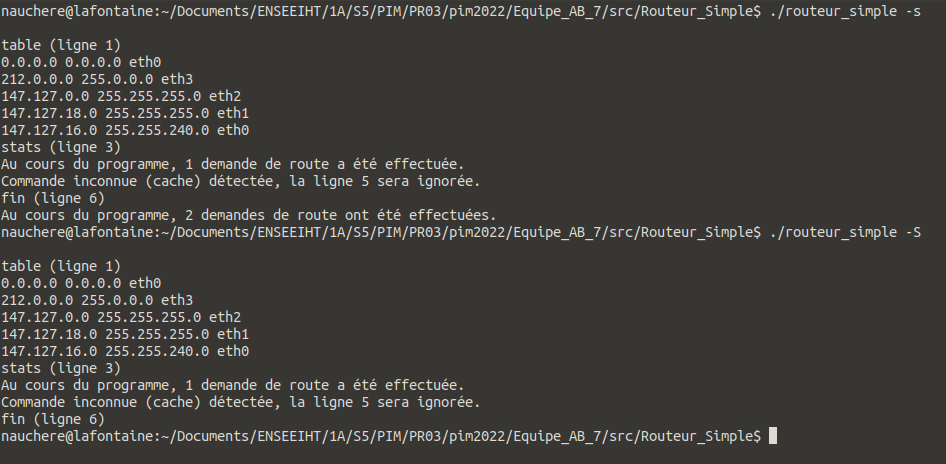 nauchere@lafontaine:~/Documents/ENSEEIHT/1A/S5/PIM/PR03/pim2022/Equipe_AB_7/src/Routeur_Simple$ ./routeur_simple -s
table (ligne 1)
0.0.0.0 0.0.0.0 eth0
212.0.0.0 255.0.0.0 eth3
147.127.0.0 255.255.255.0 eth2
147.127.18.0 255.255.255.0 eth1
147.127.16.0 255.255.240.0 eth0
stats (ligne 3)
Au cours du programme, 1 demande de route a été effectuée.
Commande inconnue (cache) détectée, la ligne 5 sera ignorée.
fin (ligne 6)
Au cours du programme, 2 demandes de route ont été effectuées.
nauchere@lafontaine:~/Documents/ENSEEIHT/1A/S5/PIM/PR03/pim2022/Equipe_AB_7/src/Routeur_Simple$ ./routeur_simple -S
table (ligne 1)
0.0.0.0 0.0.0.0 eth0
212.0.0.0 255.0.0.0 eth3
147.127.0.0 255.255.255.0 eth2
147.127.18.0 255.255.255.0 eth1
147.127.16.0 255.255.240.0 eth0
stats (ligne 3)
Au cours du programme, 1 demande de route a été effectuée.
Commande inconnue (cache) détectée, la ligne 5 sera ignorée.
fin (ligne 6)
nauchere@lafontaine:~/Documents/ENSEEIHT/1A/S5/PIM/PR03/pim2022/Equipe_AB_7/src/Routeur_Simple$